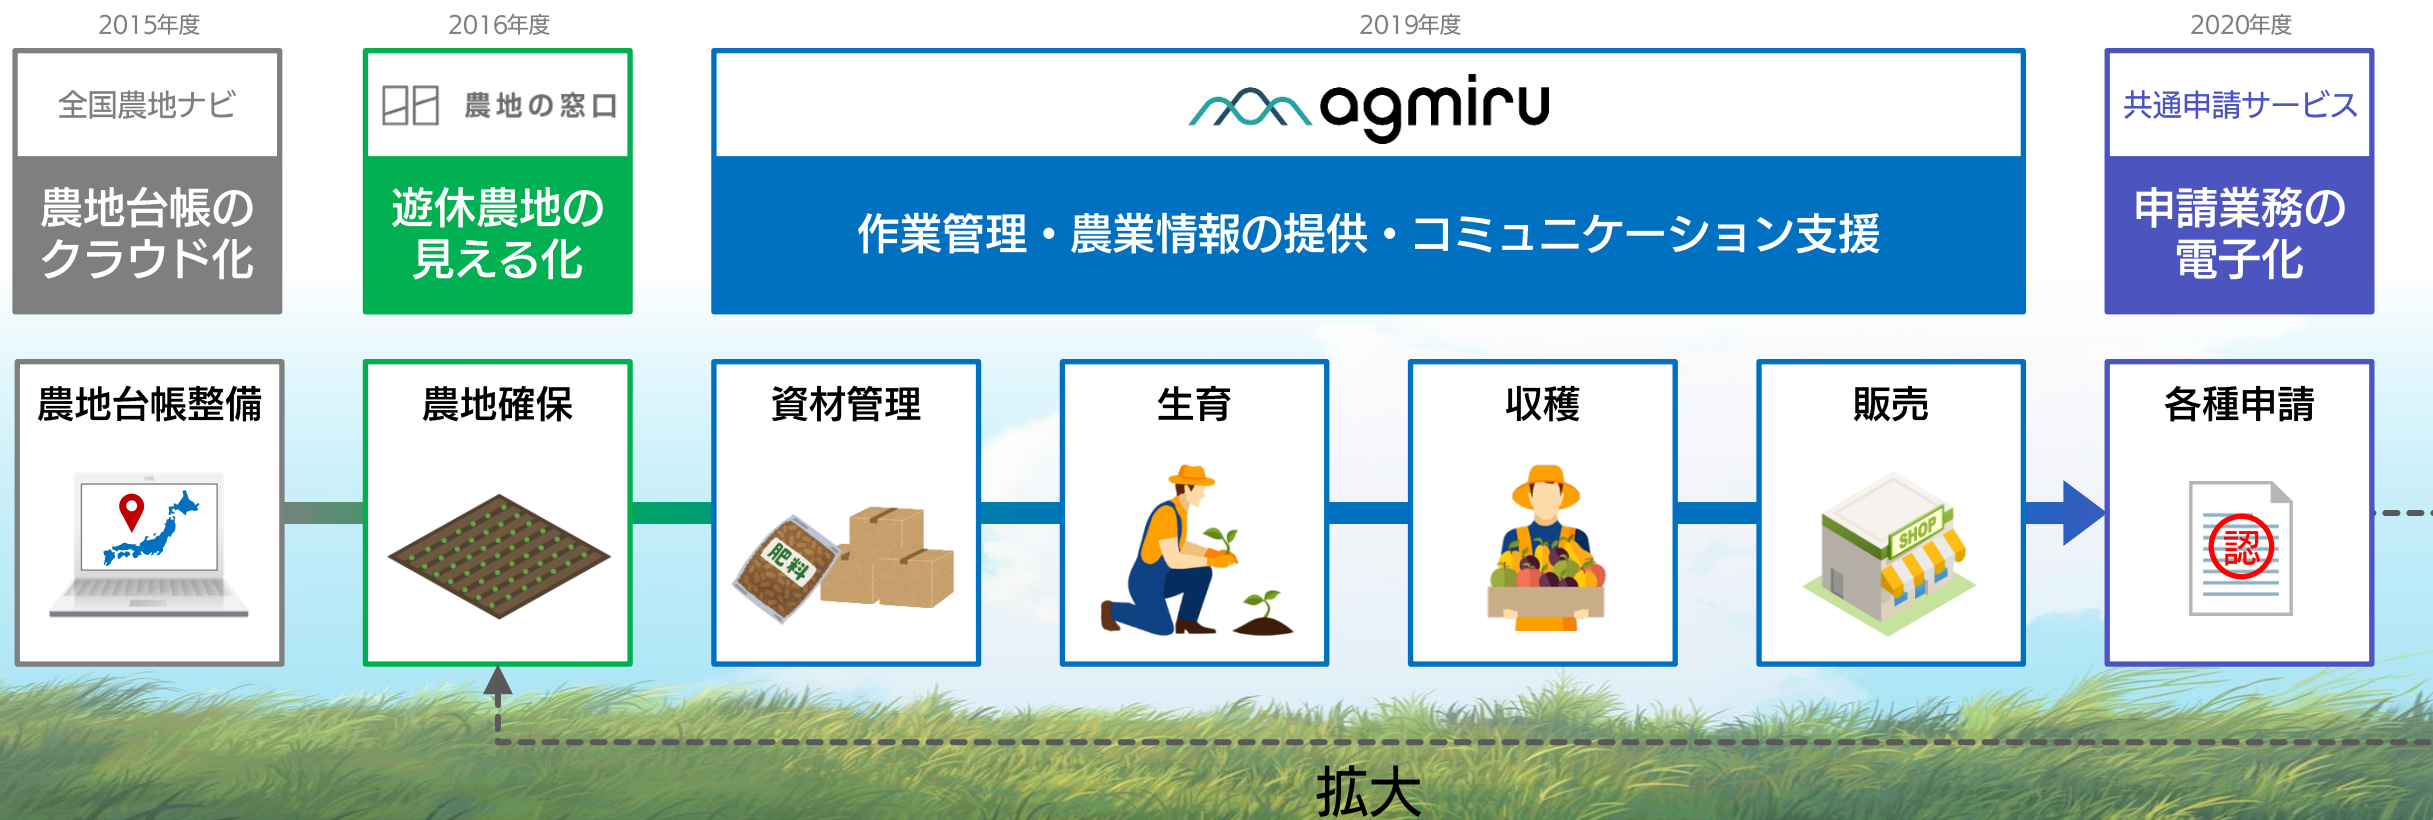 2015年度
2016年度
2019年度
2020年度
全国農地ナビ
農地の窓口
agmiru
共通申請サービス
農地台帳の
クラウド化
遊休農地の
見える化
作業管理・農業情報の提供・コミュニケーション支援
申請業務の
電子化
農地台帳整備
農地確保
資材管理
生育
収穫
販売
各種申請
肥料
SHOP
認
拡大